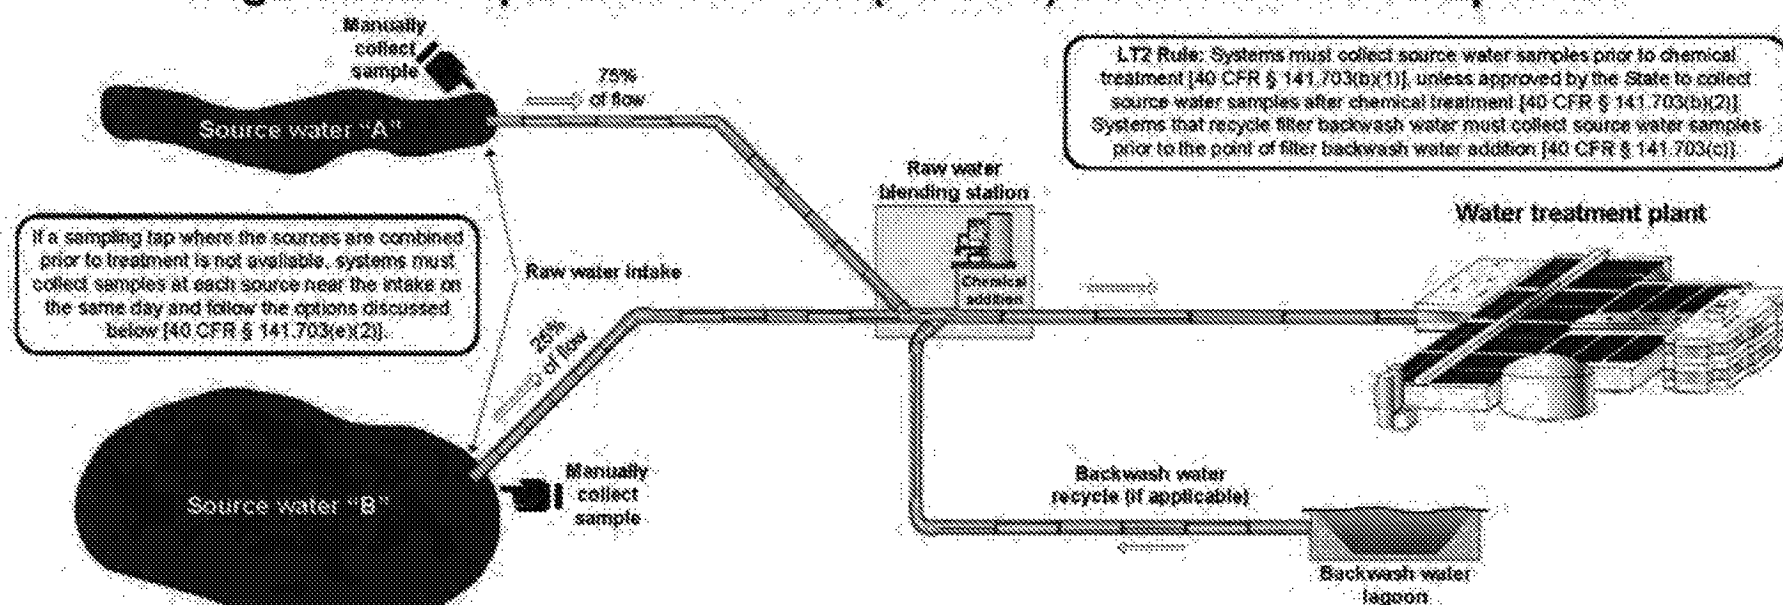 Manually
collect
sample
75%
of flow
Source water "A"
LT2 Rule: Systems must collect source water samples prior to chemical
treatment [40 CFR § 141.703(b)(1)], unless approved by the State to collect
source water samples after chemical treatment [40 CFR § 141.703(b)(2)]
Systems that recycle filter backwash water must collect source water samples
prior to the point of filter backwash water addition [40 CFR § 141.703(c)].
Raw water
blending station
Chemical
addition
Water treatment plant
If a sampling tap where the sources are combined
prior to treatment is not available, systems must
collect samples at each source near the intake on
the same day and follow the options discussed
below [40 CFR § 141.703(e)(2)].
Raw water intake
25%
of flow
Source water "B"
Manually
collect
sample
Backwash water
recycle (if applicable)
Backwash water
lagoon